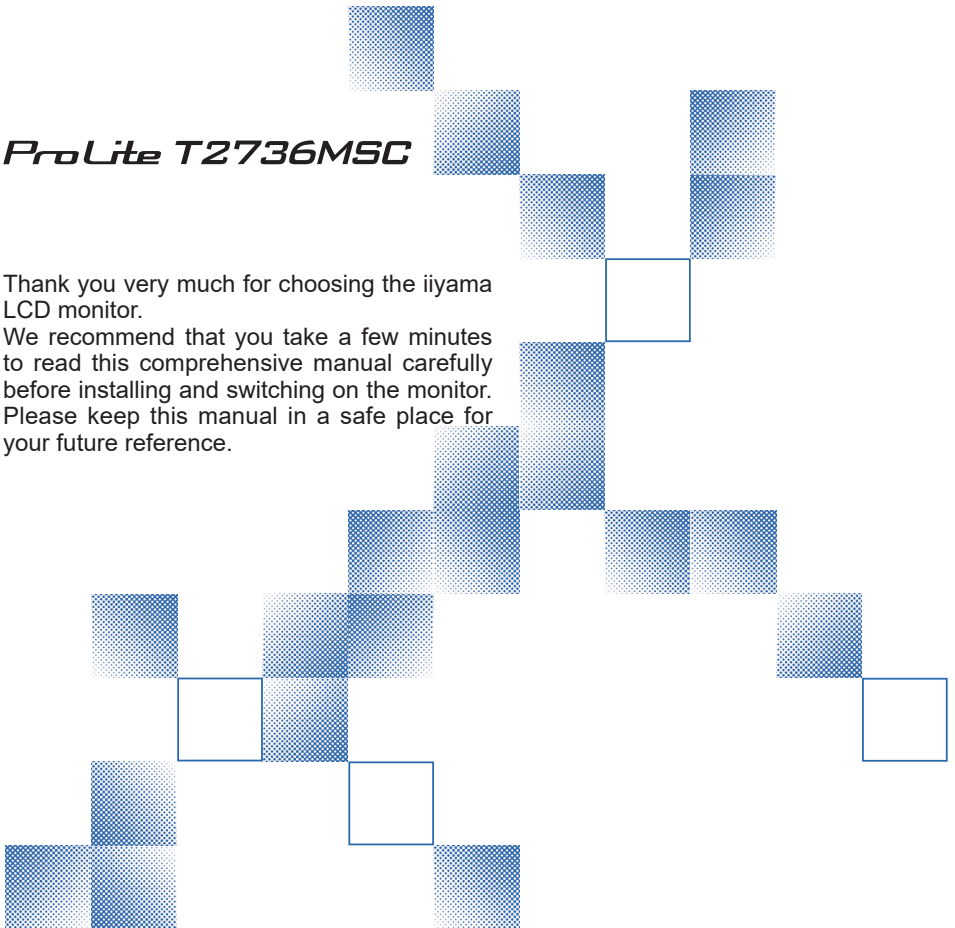 ProLite T2736MSC
Thank you very much for choosing the iiyama
LCD monitor.
We recommend that you take a few minutes
to read this comprehensive manual carefully
before installing and switching on the monitor.
Please keep this manual in a safe place for
your future reference.